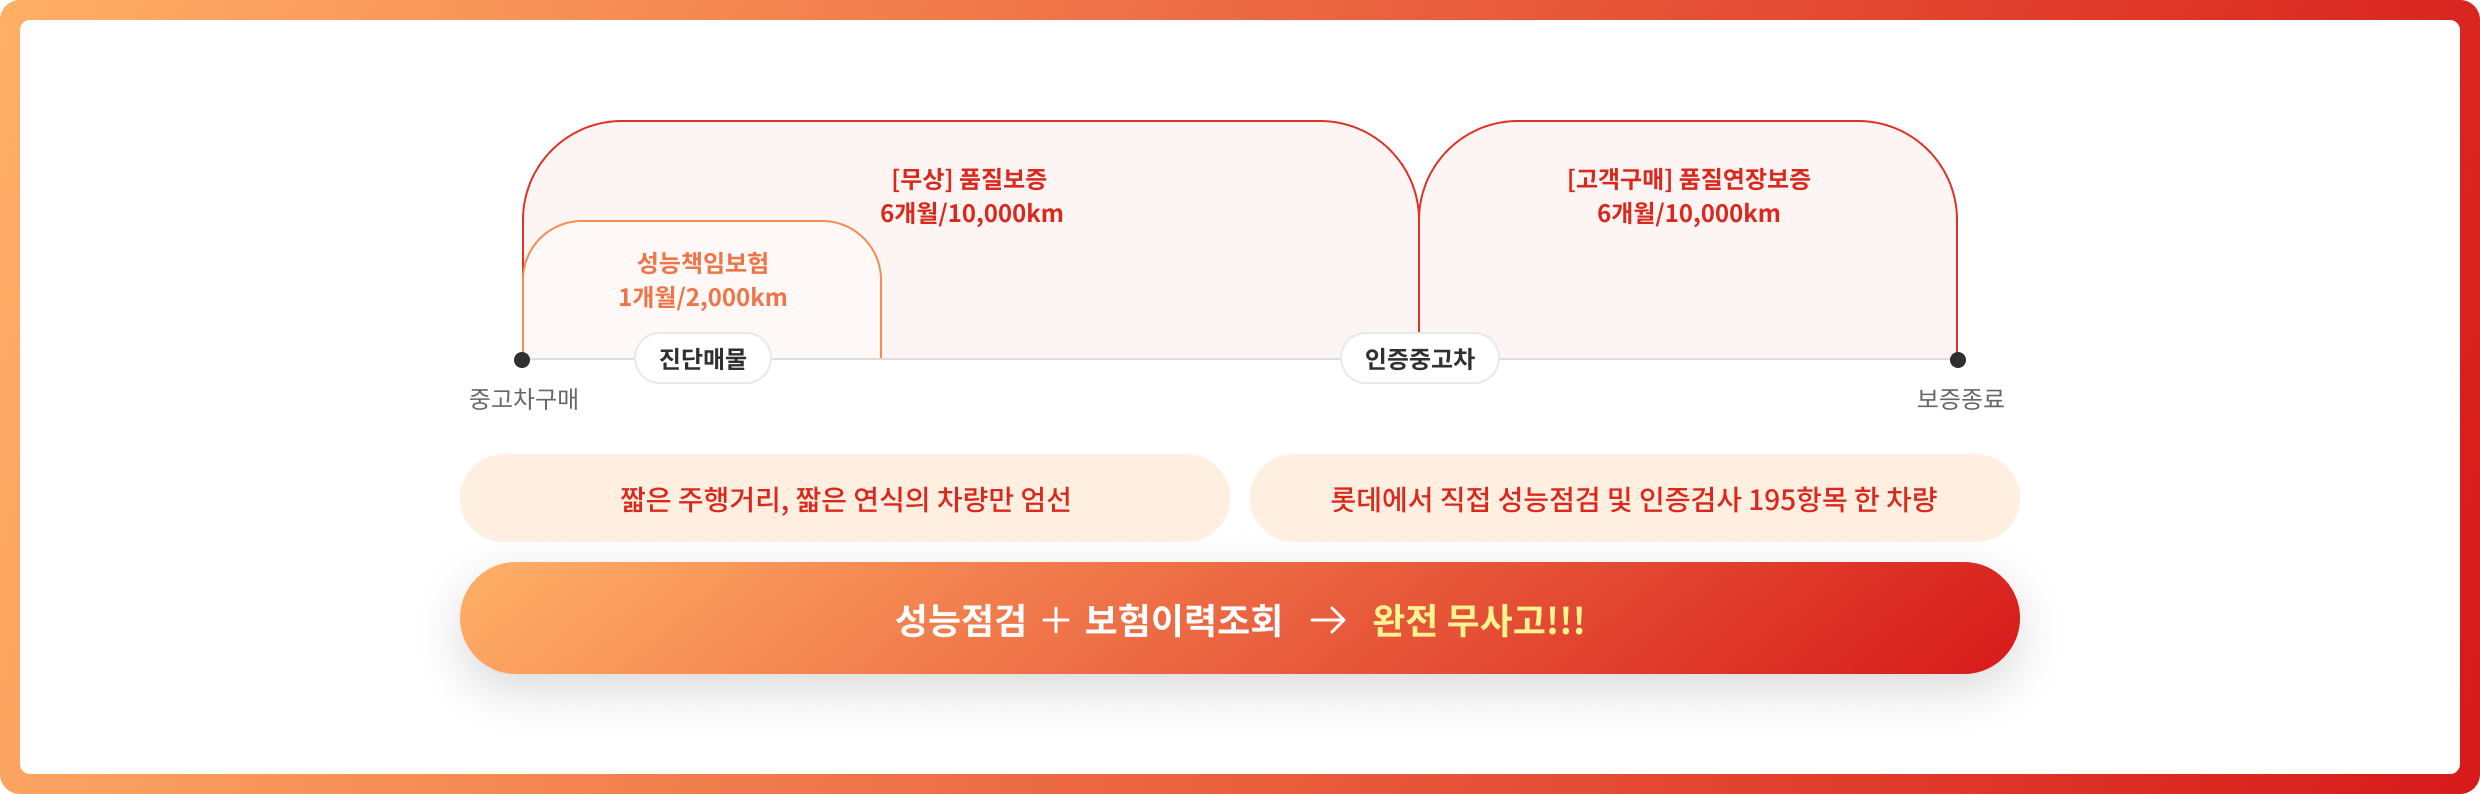 [무상] 품질보증
6개월/10,000km
[고객구매] 품질연장보증
6개월/10,000km
성능책임보험
1개월/2,000km
진단매물
인증중고차
중고차구매
보증종료
짧은 주행거리, 짧은 연식의 차량만 엄선
롯데에서 직접 성능점검 및 인증검사 195항목 한 차량
성능점검 + 보험이력조회 → 완전 무사고!!!